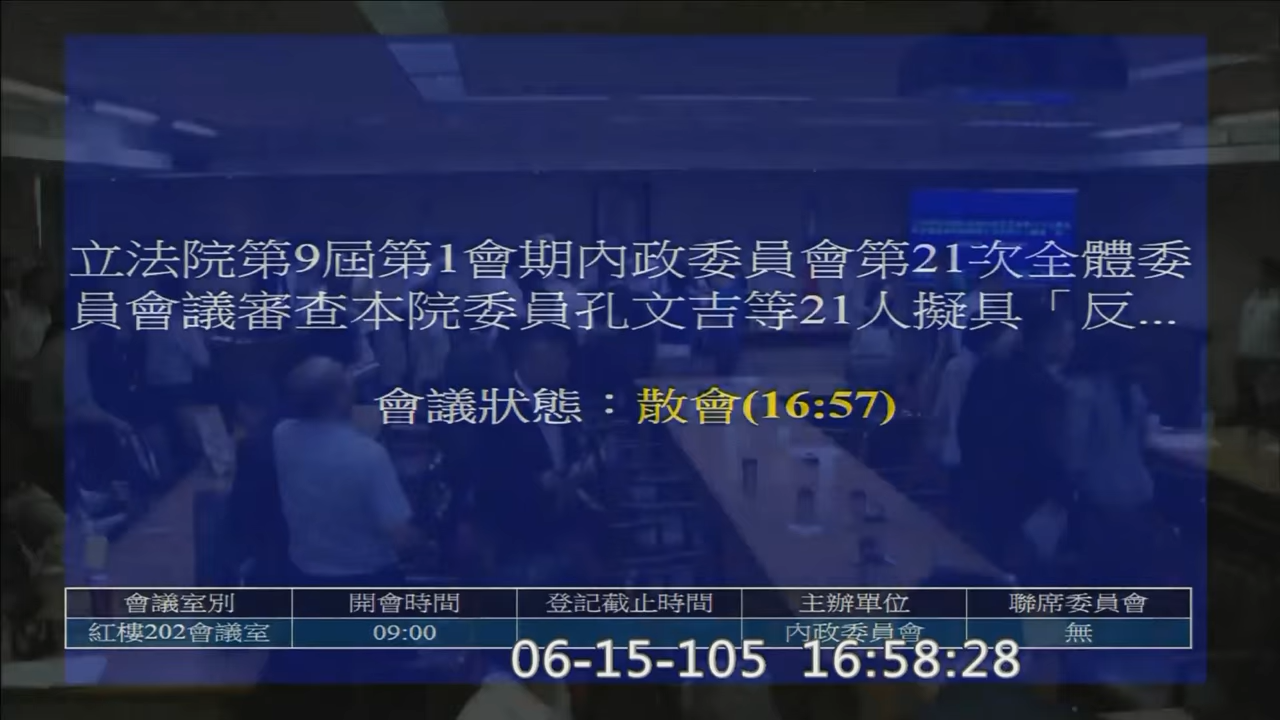 立法院第9屆第1會期內政委員會第21次全體委
員會議審查本院委員孔文吉等21人擬具「反...
會議狀態：散會(16:57)
會議室別 開會時間 登記截止時間 主辦單位 聯席委員會
紅樓202會議室 09:00 內政委員會 無
06-15-105 16:58:28